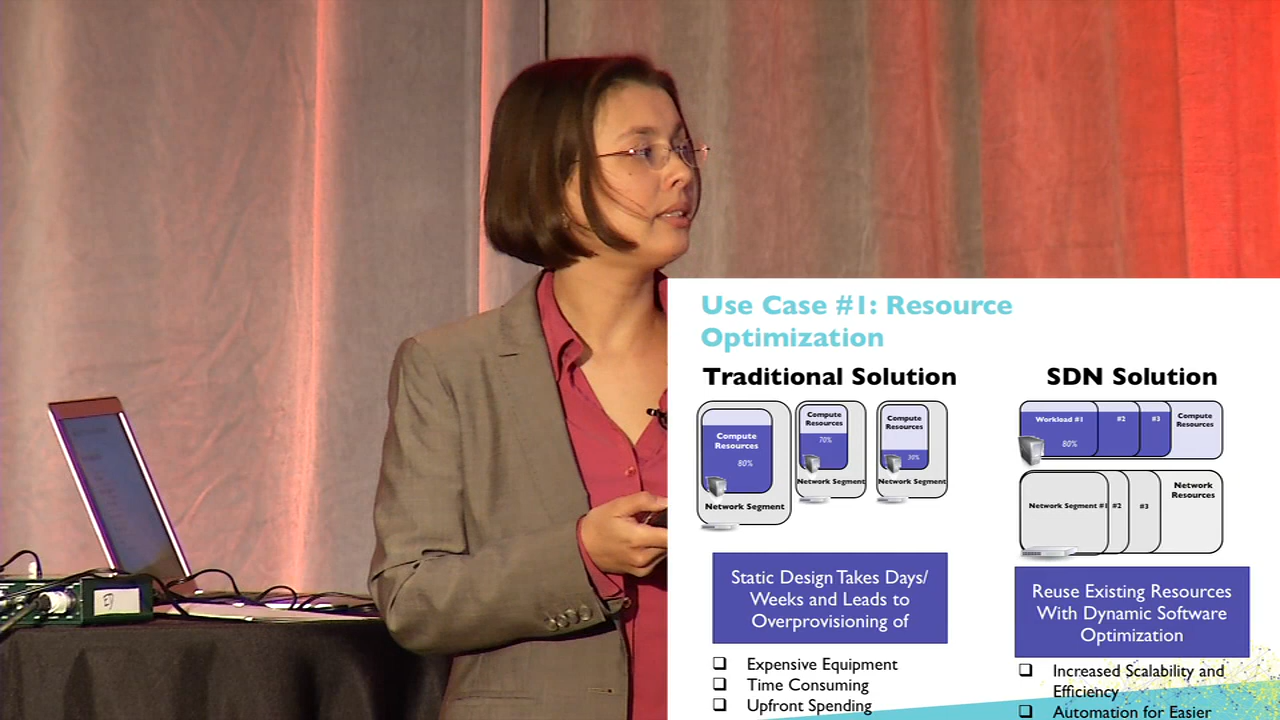 Use Case #1: Resource
Optimization
Traditional Solution
Compute
Resources
80%
Network Segment
Compute
Resources
70%
Network Segment
Compute
Resources
30%
Network Segment
Static Design Takes Days/
Weeks and Leads to
Overprovisioning of
❑ Expensive Equipment
❑ Time Consuming
❑ Upfront Spending
SDN Solution
Workload #1
80%
#2
#3
Compute
Resources
Network Segment #1
#2
#3
Network
Resources
Reuse Existing Resources
With Dynamic Software
Optimization
❑ Increased Scalability and
Efficiency
❑ Automation for Easier